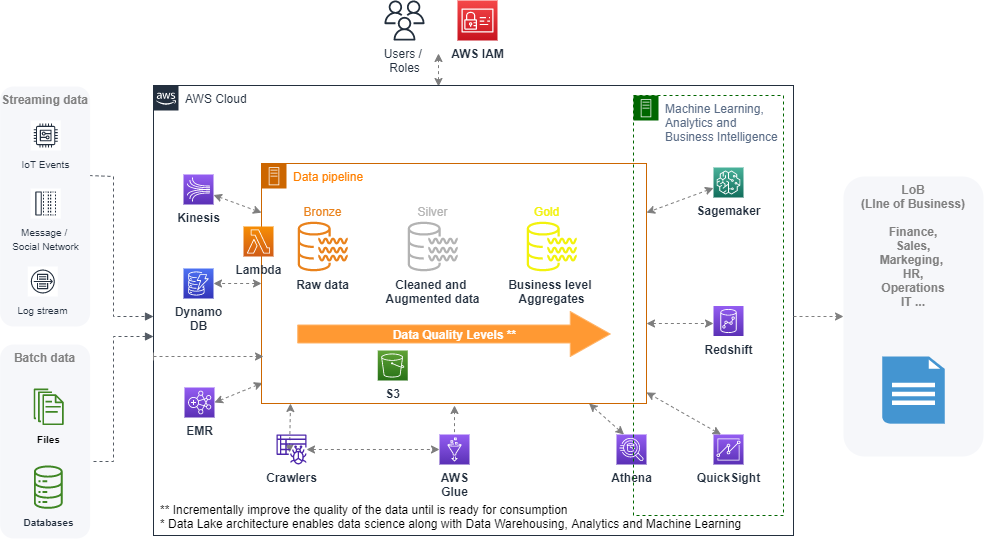 Users /
Roles
AWS IAM
Streaming data
IoT Events
Message /
Social Network
Log stream
Batch data
Files
Databases
aws
AWS Cloud
Machine Learning,
Analytics and
Business Intelligence
Data pipeline
Kinesis
Lambda
Dynamo
DB
EMR
Bronze
Raw data
Silver
Cleaned and
Augmented data
Gold
Business level
Aggregates
Data Quality Levels **
S3
Sagemaker
Redshift
Crawlers
AWS
Glue
Athena
QuickSight
** Incrementally improve the quality of the data until is ready for consumption
* Data Lake architecture enables data science along with Data Warehousing, Analytics and Machine Learning
LoB
(LIne of Business)
Finance,
Sales,
Markeging,
HR,
Operations
IT ...